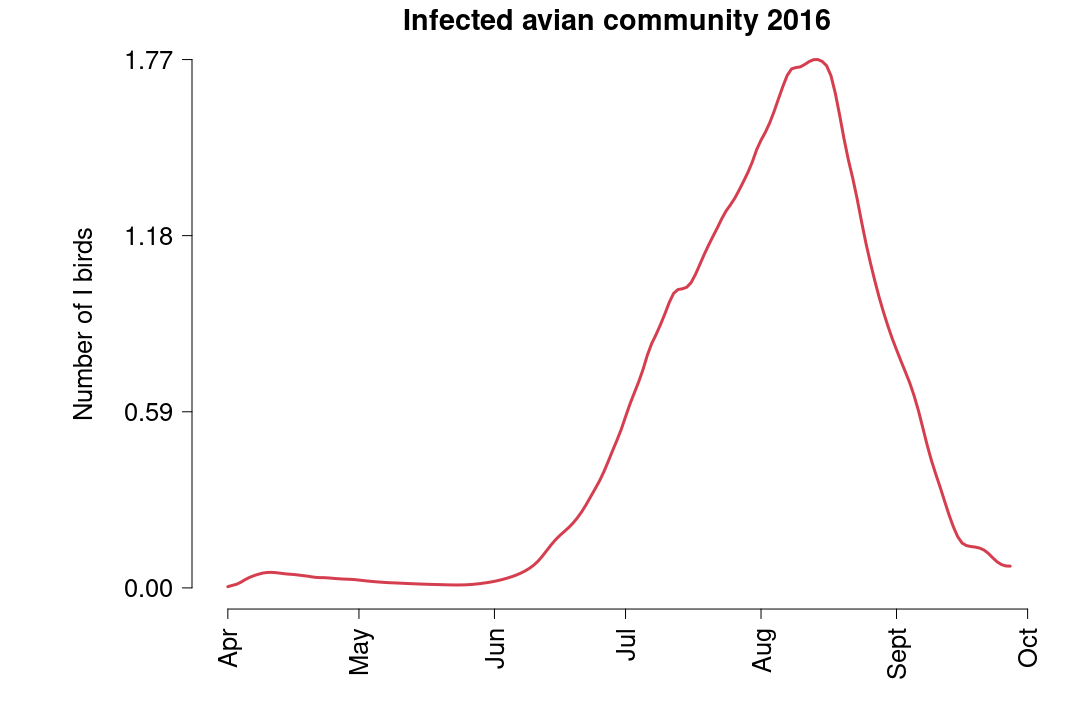 Infected avian community 2016
Number of I birds
1.77
1.18
0.59
0.00
Apr
May
Jun
Jul
Aug
Sept
Oct